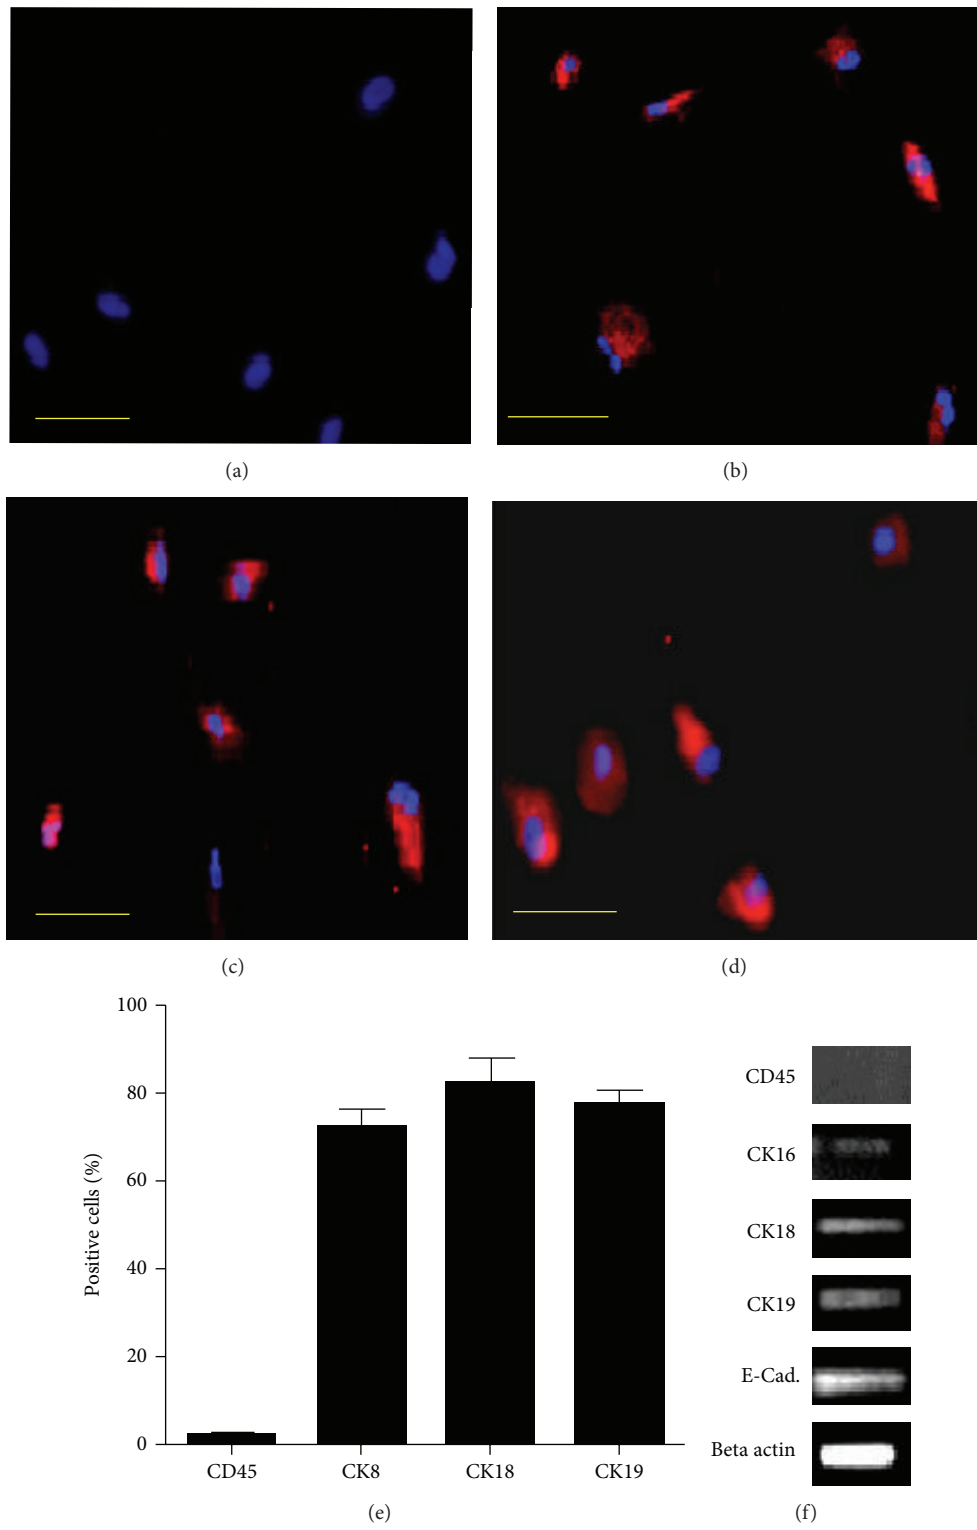 (a)
(b)
(c)
(d)
100
80
60
40
20
0
Positive cells (%)
CD45
CK8
CK18
CK19
(e)
CD45
CK16
CK18
CK19
E-Cad.
Beta actin
(f)